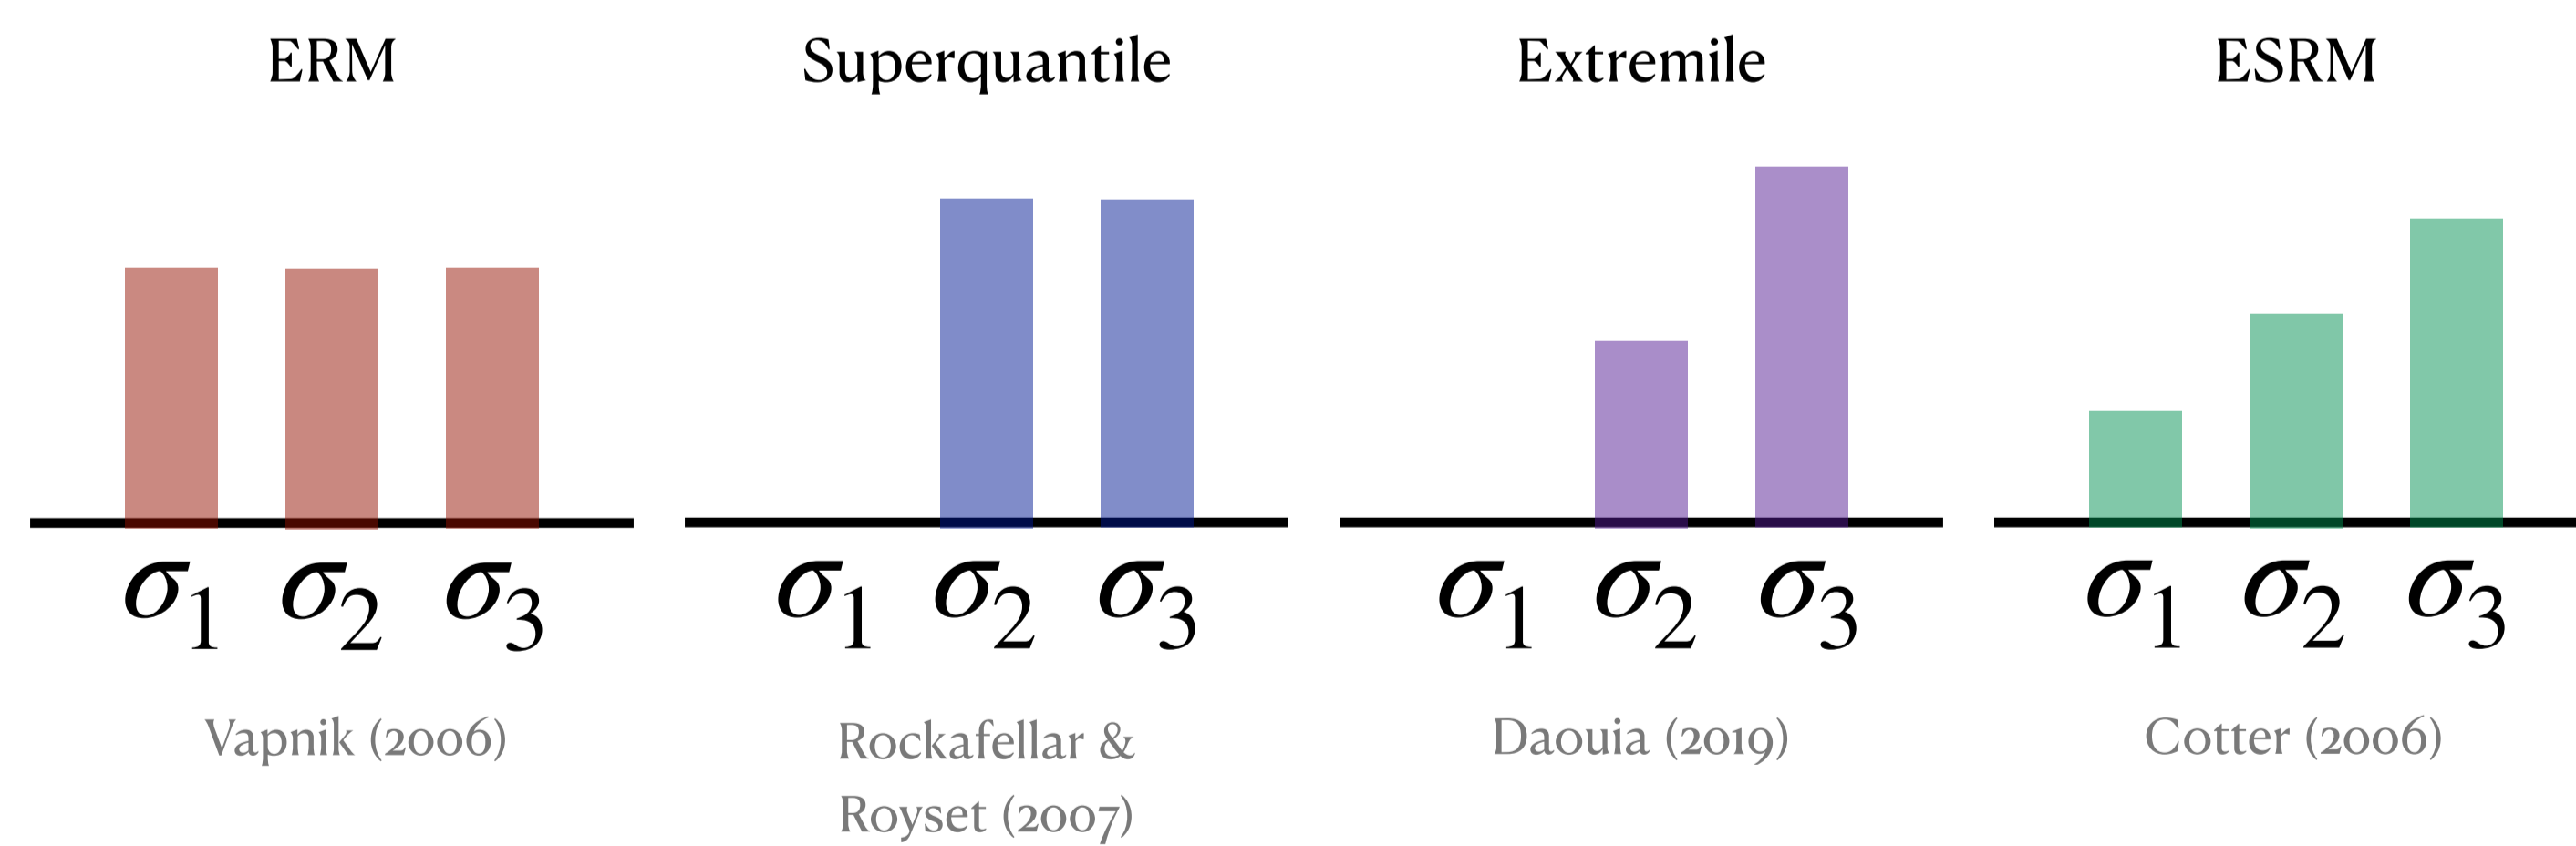 ERM
Superquantile
Extremile
ESRM
σ₁ σ₂ σ₃
σ₁ σ₂ σ₃
σ₁ σ₂ σ₃
σ₁ σ₂ σ₃
Vapnik (2006)
Rockafellar &
Royset (2007)
Daouia (2019)
Cotter (2006)